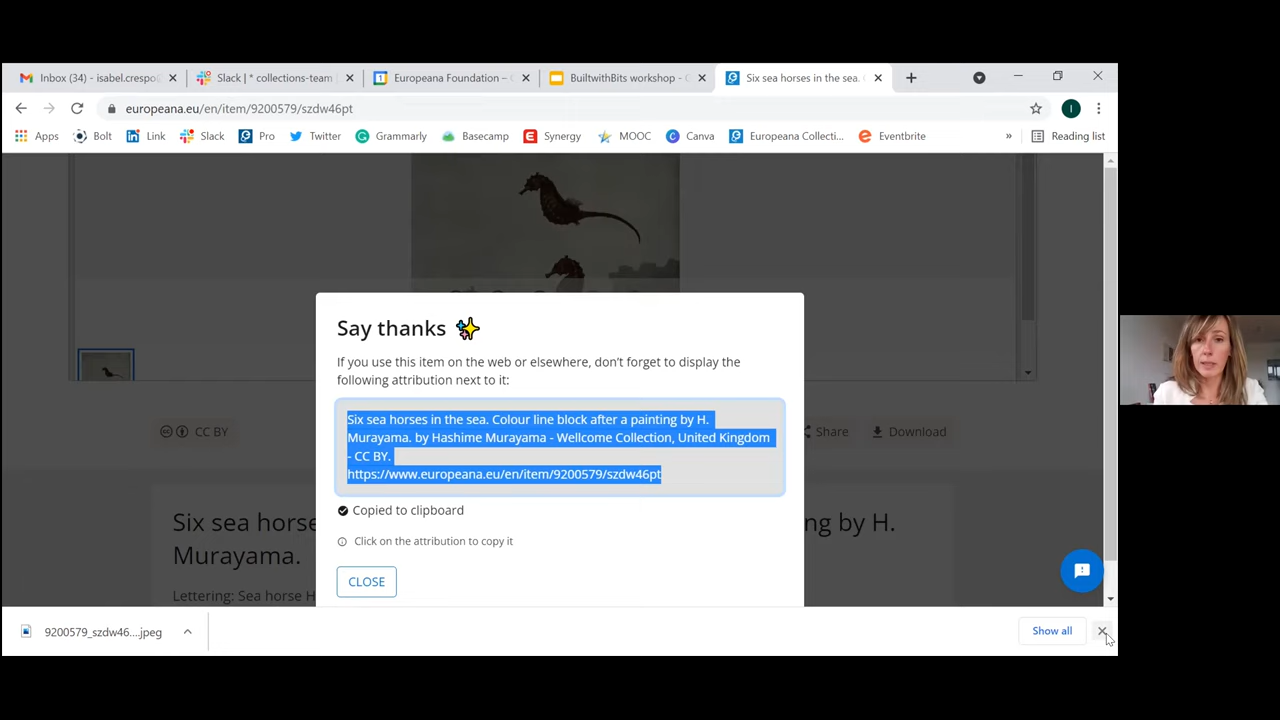 Inbox (34) - isabel.crespo@
Slack | * collections-team
Europeana Foundation –
BuiltwithBits workshop - G
Six sea horses in the sea.
europeana.eu/en/item/9200579/szdw46pt
Apps
Bolt
Link
Slack
Pro
Twitter
Grammarly
Basecamp
Synergy
MOOC
Canva
Europeana Collecti...
Eventbrite
»
Reading list
Say thanks
If you use this item on the web or elsewhere, don't forget to display the
following attribution next to it:
Six sea horses in the sea. Colour line block after a painting by H.
Murayama. by Hashime Murayama - Wellcome Collection, United Kingdom
- CC BY.
https://www.europeana.eu/en/item/9200579/szdw46pt
Copied to clipboard
Click on the attribution to copy it
CLOSE
CC BY
Share
Download
Six sea horse
ng by H.
Murayama.
Lettering: Sea horse H
9200579_szdw46....jpeg
Show all